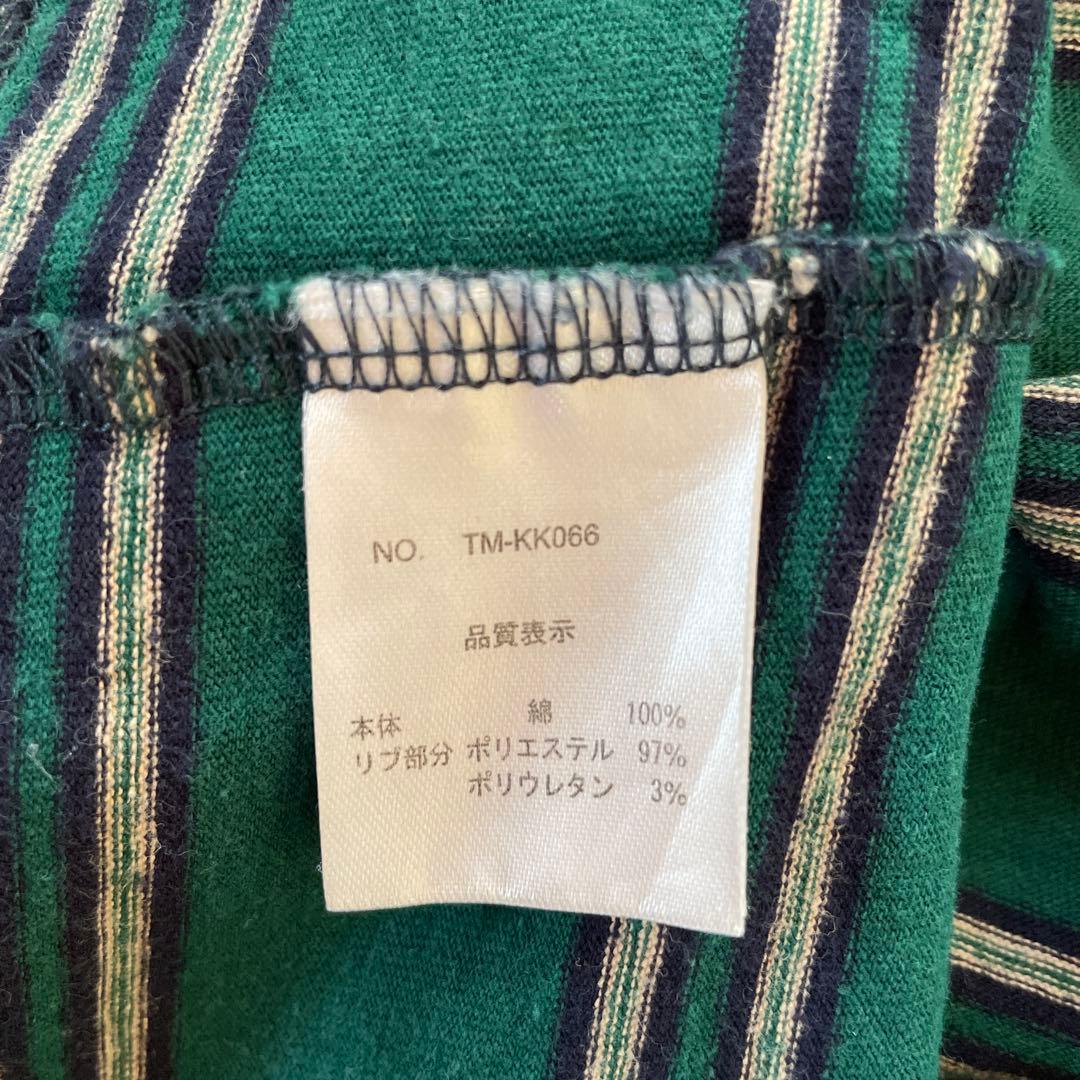 NO. TM-KK066
品質表示
本体 綿 100%
リブ部分 ポリエステル 97%
ポリウレタン 3%